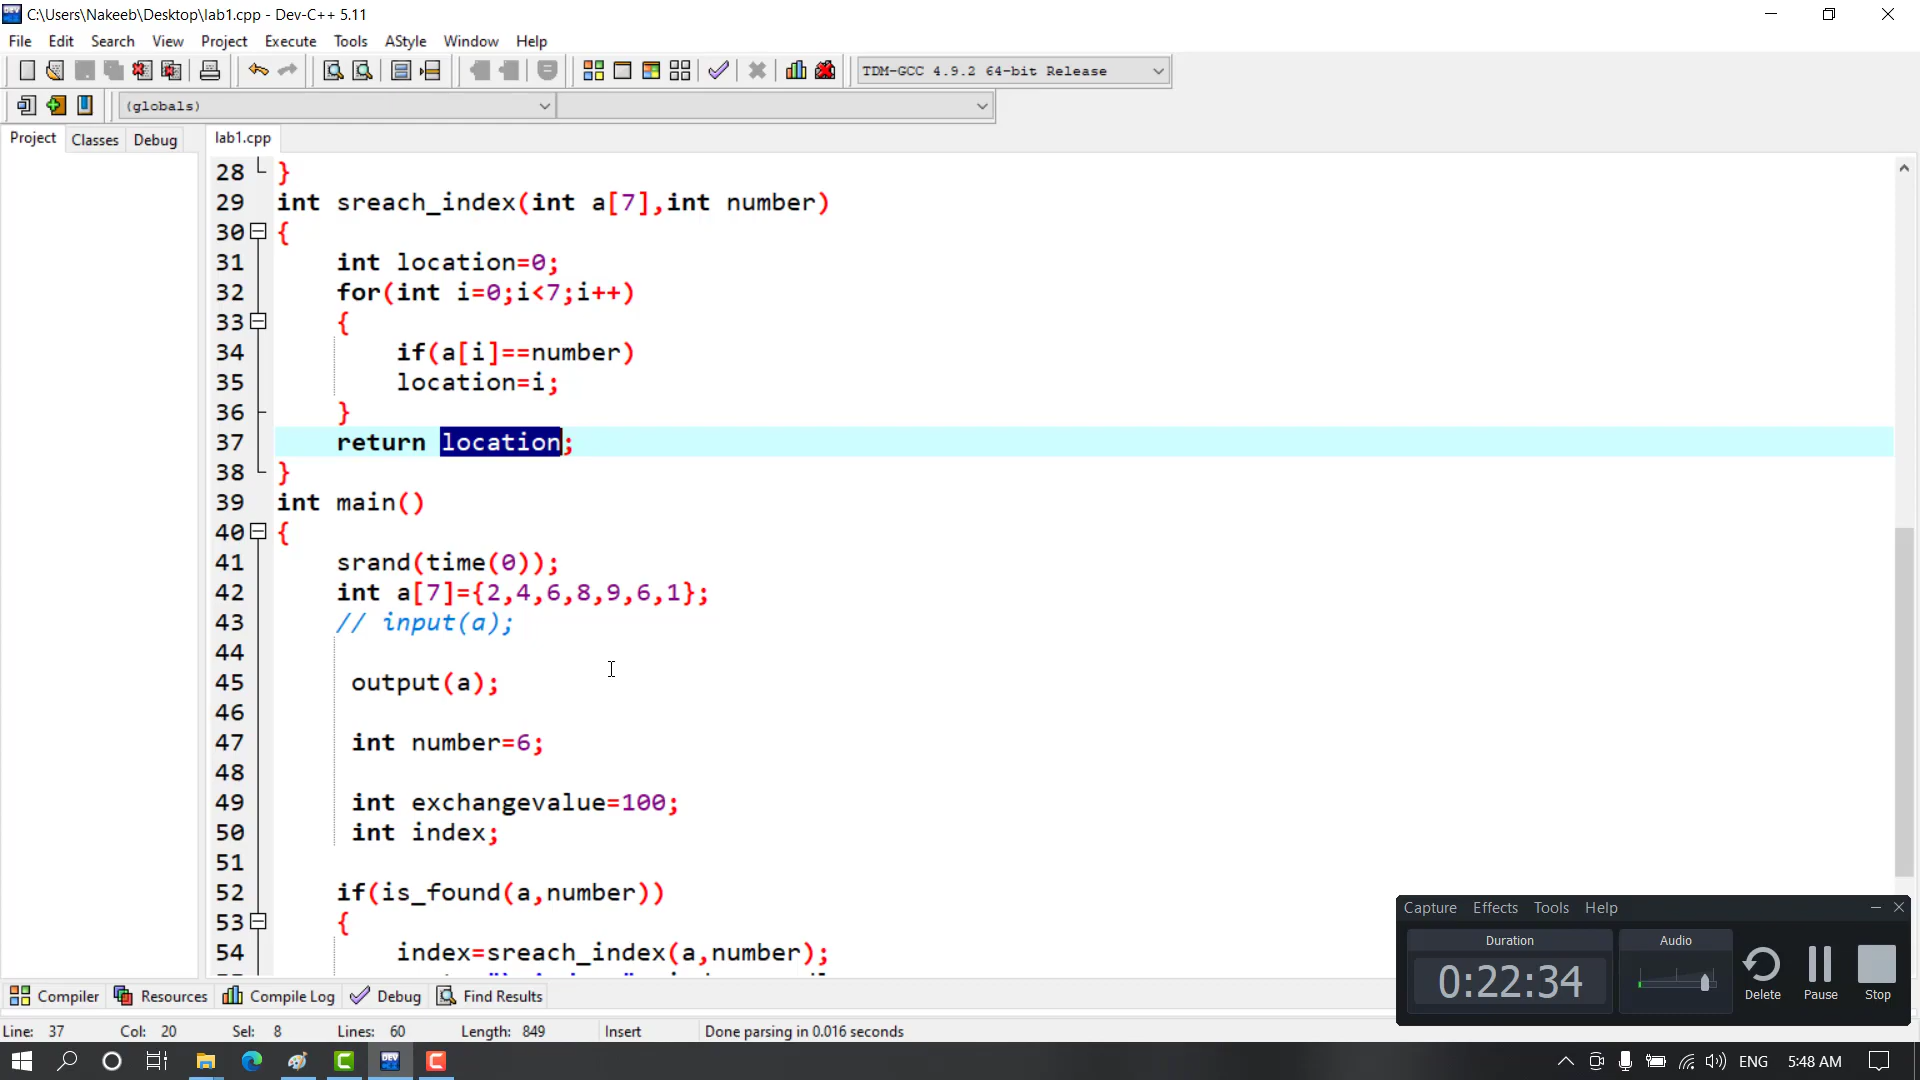 C:\Users\Nakeeb\Desktop\lab1.cpp - Dev-C++ 5.11
File Edit Search View Project Execute Tools AStyle Window Help
TDM-GCC 4.9.2 64-bit Release
(globals)
Project Classes Debug lab1.cpp
28 }
29 int sreach_index(int a[7],int number)
30 {
31 int location=0;
32 for(int i=0;i<7;i++)
33 {
34 if(a[i]==number)
35 location=i;
36 }
37 return location;
38 }
39 int main()
40 {
41 srand(time(0));
42 int a[7]={2,4,6,8,9,6,1};
43 // input(a);
44
45 output(a);
46
47 int number=6;
48
49 int exchangevalue=100;
50 int index;
51
52 if(is_found(a,number))
53 {
54 index=sreach_index(a,number);
Capture Effects Tools Help
Duration Audio
0:22:34
Delete Pause Stop
Compiler Resources Compile Log Debug Find Results
Line: 37 Col: 20 Sel: 8 Lines: 60 Length: 849 Insert Done parsing in 0.016 seconds
DEV ENG 5:48 AM